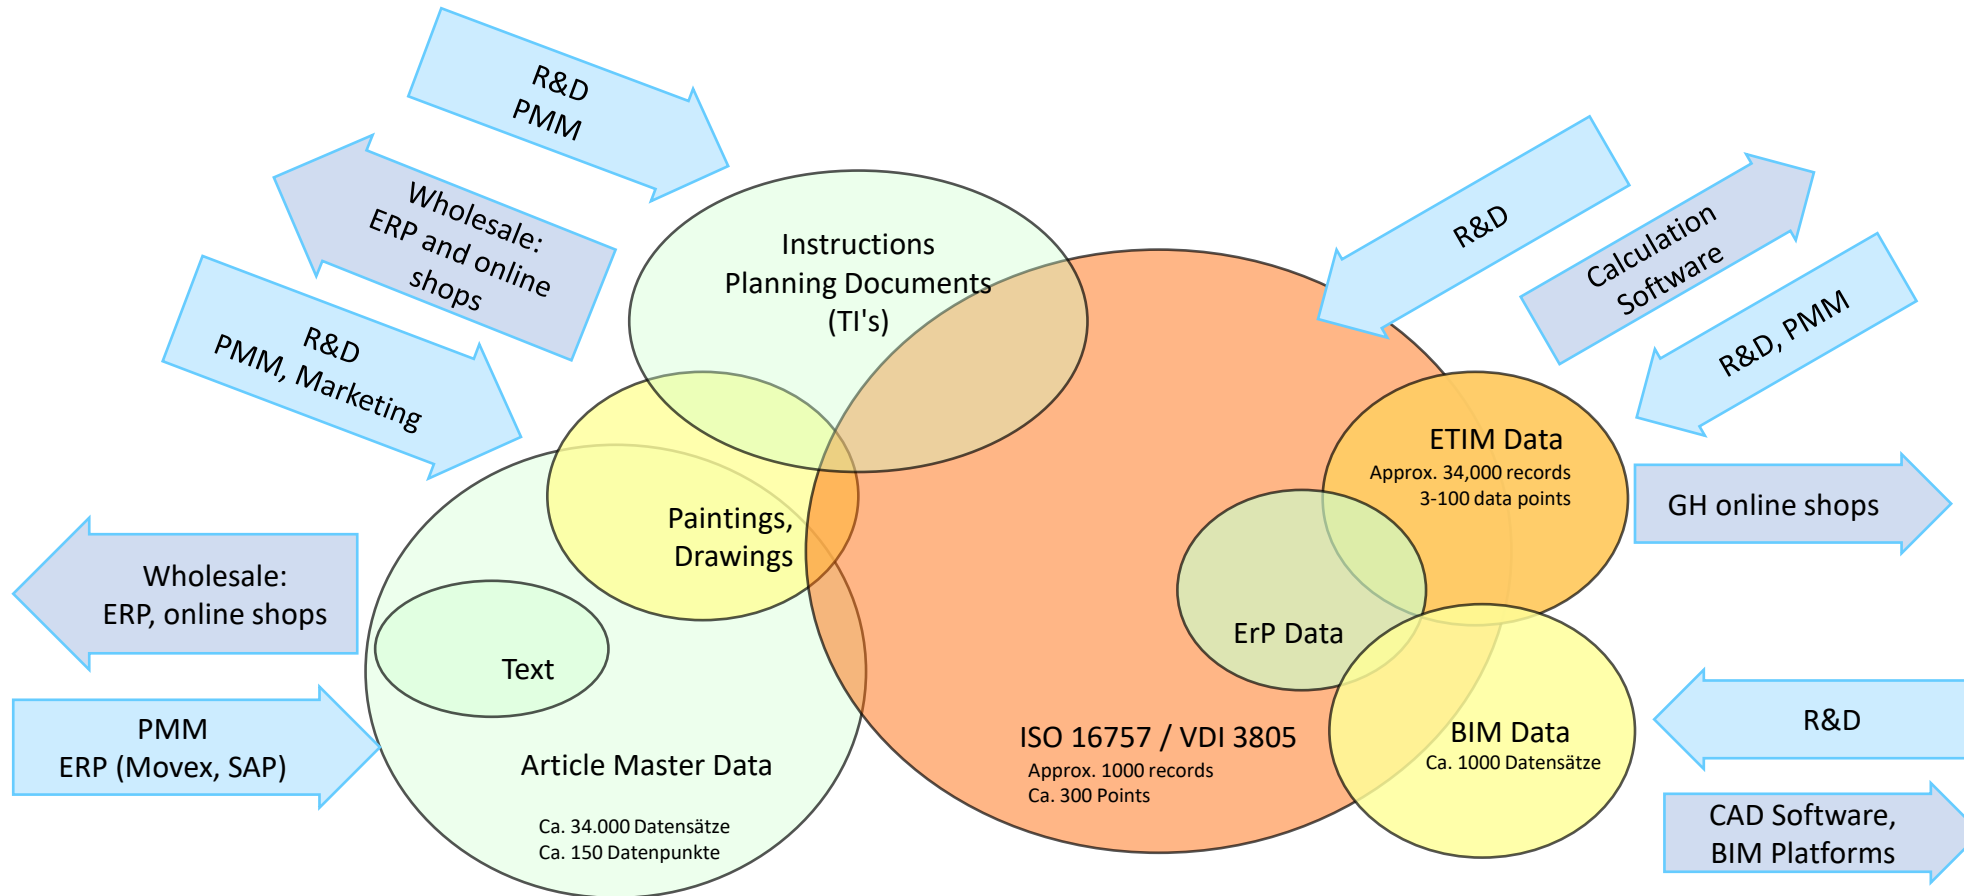 R&D
PMM
Wholesale:
ERP and online
shops
R&D
PMM, Marketing
Wholesale:
ERP, online shops
PMM
ERP (Movex, SAP)
Instructions
Planning Documents
(TI's)
Paintings,
Drawings
Text
Article Master Data
Ca. 34.000 Datensätze
Ca. 150 Datenpunkte
ISO 16757 / VDI 3805
Approx. 1000 records
Ca. 300 Points
ErP Data
ETIM Data
Approx. 34,000 records
3-100 data points
BIM Data
Ca. 1000 Datensätze
R&D
Calculation
Software
R&D, PMM
GH online shops
R&D
CAD Software,
BIM Platforms